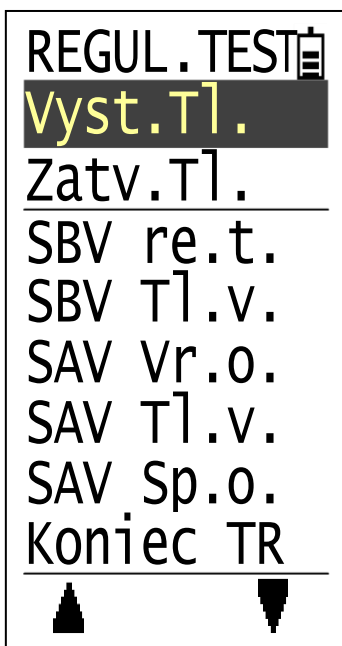 REGUL.TEST
Vyst.Tl.
Zatv.Tl.
SBV re.t.
SBV Tl.v.
SAV Vr.o.
SAV Tl.v.
SAV Sp.o.
Koniec TR